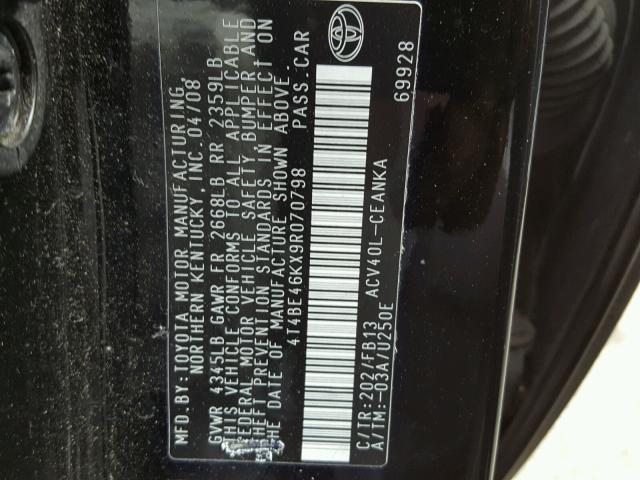 MFD.BY:TOYOTA MOTOR MANUFACTURING,
NORTHERN KENTUCKY, INC. 04/08
GVWR 4345LB GAWR FR 2668LB RR 2359LB
THIS VEHICLE CONFORMS TO ALL APPLICABLE
FEDERAL MOTOR VEHICLE SAFETY BUMPER AND
THEFT PREVENTION STANDARDS IN EFFECT ON
THE DATE OF MANUFACTURE SHOWN ABOVE.
4T4BE46KX9R070798 PASS.CAR
C/TR:202/FB13 ACV40L-CEANKA
A/TM:-03A/U250E
69928